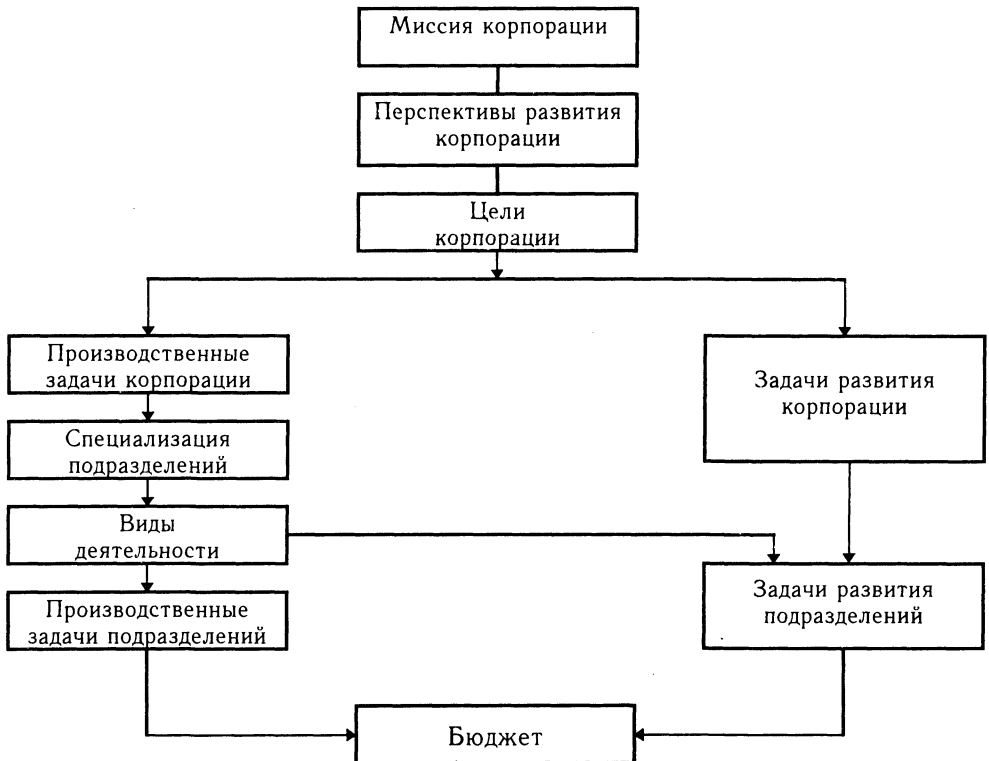 Миссия корпорации
Перспективы развития
корпорации
Цели
корпорации
Производственные
задачи корпорации
Задачи развития
корпорации
Специализация
подразделений
Виды
деятельности
Производственные
задачи подразделений
Задачи развития
подразделений
Бюджет